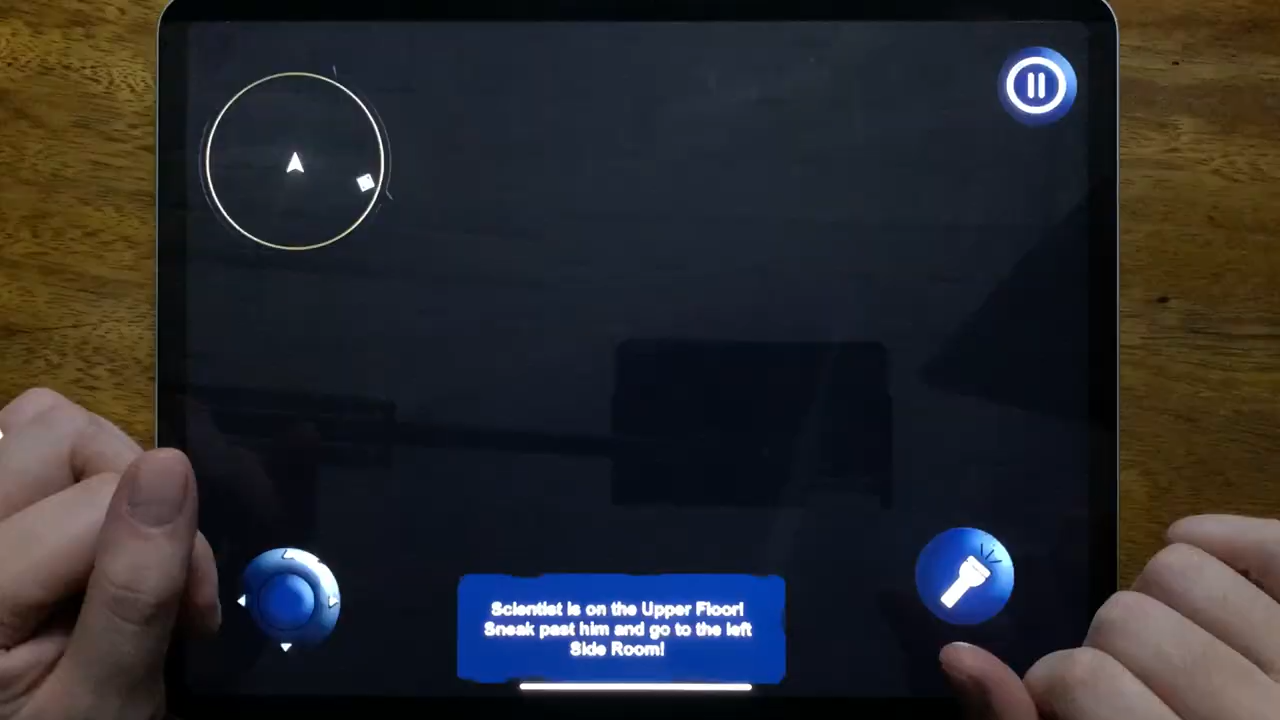 Scientist is on the Upper Floor!
Sneak past him and go to the left
Side Room!